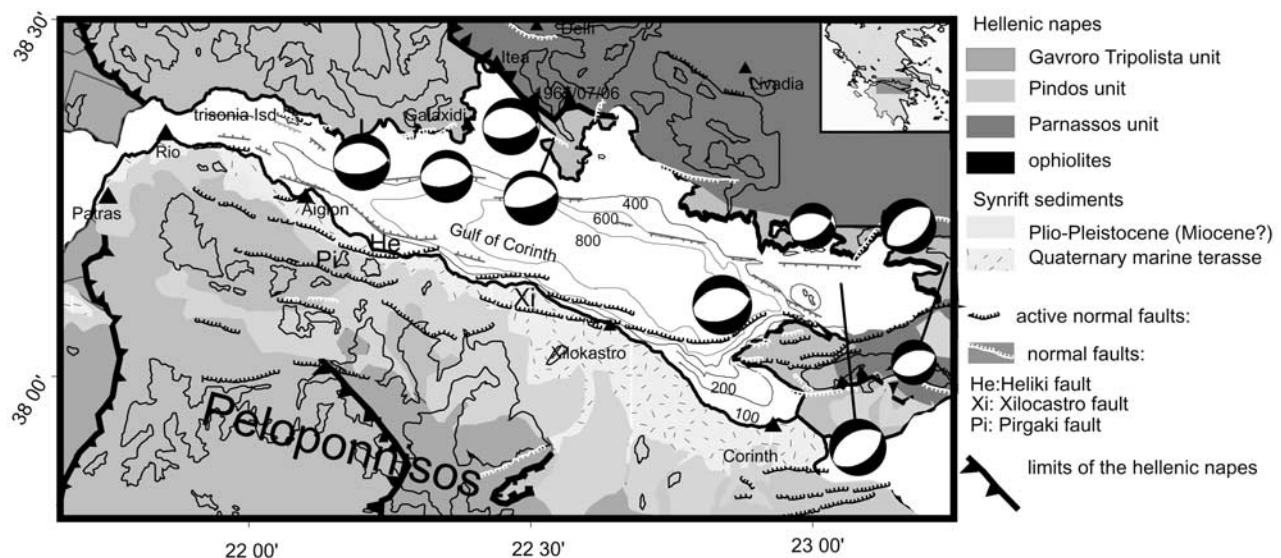 38 30'
38 00'
22 00'
22 30'
23 00'
Delfi
Itea
Livadia
1965/07/06
trisonia Isd
Galaxidi
Rio
Patras
Aigion
He
Pi
Xi
Gulf of Corinth
400
600
800
Xilokastro
200
100
Corinth
Peloponnisos
Hellenic napes
Gavroro Tripolista unit
Pindos unit
Parnassos unit
ophiolites
Synrift sediments
Plio-Pleistocene (Miocene?)
Quaternary marine terasse
active normal faults:
normal faults:
He:Heliki fault
Xi: Xilocastro fault
Pi: Pirgaki fault
limits of the hellenic napes